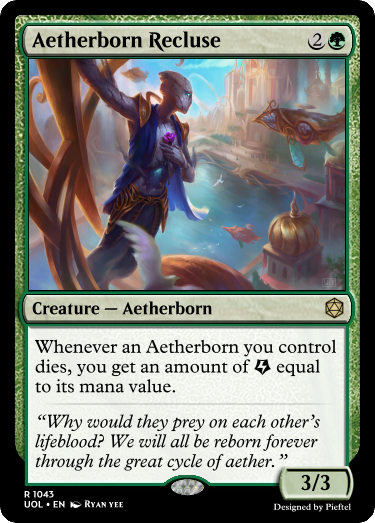 Aetherborn Recluse 2
Creature — Aetherborn
Whenever an Aetherborn you control
dies, you get an amount of equal
to its mana value.
“Why would they prey on each other’s
lifeblood? We will all be reborn forever
through the great cycle of aether.”
3/3
R 1043
UOL • EN Ryan Yee
Designed by Pieftel